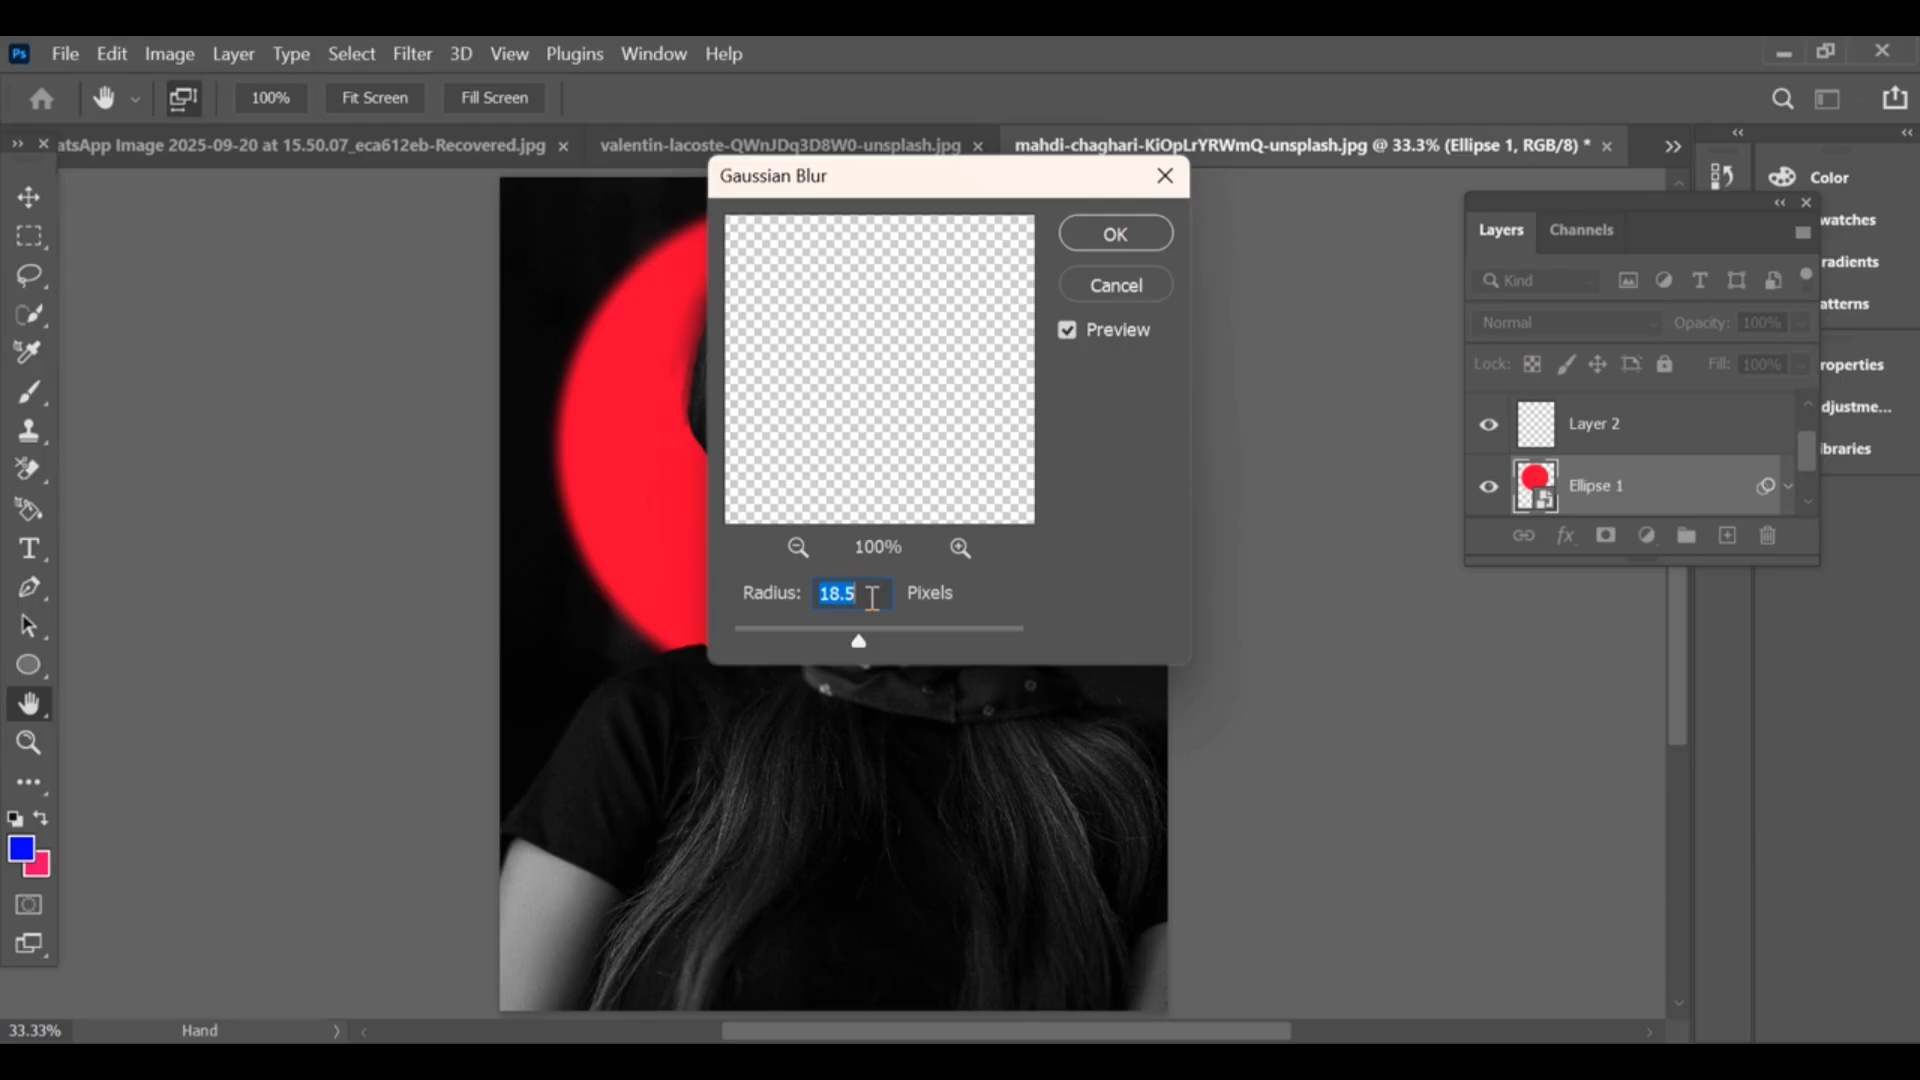 Ps File Edit Image Layer Type Select Filter 3D View Plugins Window Help
100% Fit Screen Fill Screen
atsApp Image 2025-09-20 at 15.50.07_eca612eb-Recovered.jpg
valentin-lacoste-QWnJDq3D8W0-unsplash.jpg
mahdi-chaghari-KiOpLrYRWmQ-unsplash.jpg @ 33.3% (Ellipse 1, RGB/8) *
Gaussian Blur
OK
Cancel
Preview
100%
Radius: 18.5 Pixels
Color
watches
radients
atterns
roperties
djustme...
ibraries
Layers Channels
Kind
Normal Opacity: 100%
Lock: Fill: 100%
Layer 2
Ellipse 1
fx
T
33.33% Hand